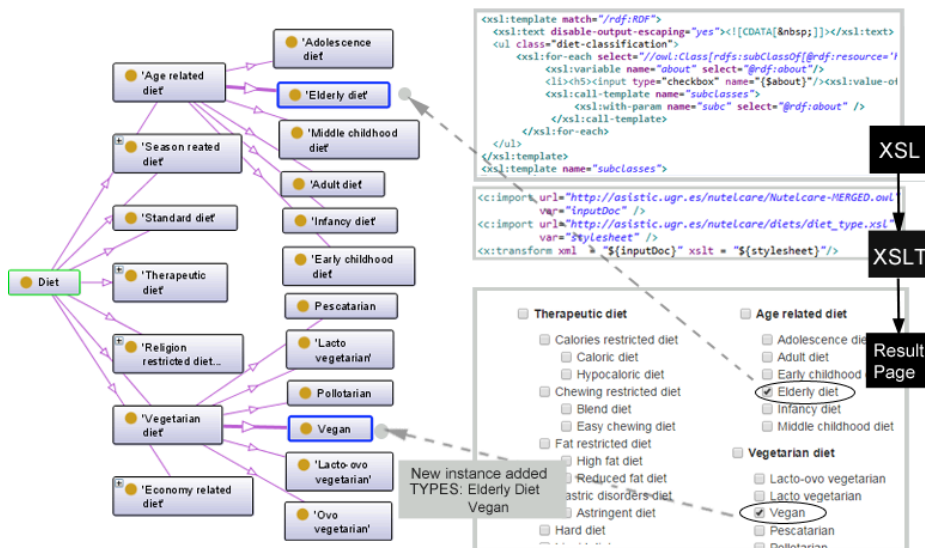 Diet
'Age related
diet'
'Season reated
diet'
'Standard diet'
'Therapeutic
diet'
'Religion
restricted diet...
'Vegetarian
diet'
'Economy related
diet'
'Adolescence
diet'
'Elderly diet'
'Middle childhood
diet'
'Adult diet'
'Infancy diet'
'Early childhood
diet'
Pescatarian
'Lacto
vegetarian'
Pollotarian
Vegan
'Lacto-ovo
vegetarian'
'Ovo
vegetarian'
<xsl:template match="/rdf:RDF">
<xsl:text disable-output-escaping="yes"><![CDATA[&nbsp;]]></xsl:text>
<ul class="diet-classification">
<xsl:for-each select="//owl:Class[rdfs:subClassOf[@rdf:resource='h
<xsl:variable name="about" select="@rdf:about"/>
<li><h5><input type="checkbox" name="{$about}"/><xsl:value-of
<xsl:call-template name="subclasses">
<xsl:with-param name="subc" select="@rdf:about" />
</xsl:call-template>
</xsl:for-each>
</ul>
</xsl:template>
<xsl:template name="subclasses">
XSL
<c:import url="http://asistic.ugr.es/nutelcare/Nutelcare-MERGED.owl"
var="inputDoc" />
<c:import url="http://asistic.ugr.es/nutelcare/diets/diet_type.xsl"
var="stylesheet" />
<x:transform xml = "${inputDoc}" xslt = "${stylesheet}"/>
XSLT
Result
Page
Therapeutic diet
Calories restricted diet
Caloric diet
Hypocaloric diet
Chewing restricted diet
Blend diet
Easy chewing diet
Fat restricted diet
High fat diet
Reduced fat diet
astric disorders diet
Astringent diet
Hard diet
Age related diet
Adolescence die
Adult diet
Early childhood
Elderly diet
Infancy diet
Middle childhood diet
Vegetarian diet
Lacto-ovo vegetarian
Lacto vegetarian
Vegan
Pescatarian
Pollotarian
New instance added
TYPES: Elderly Diet
Vegan